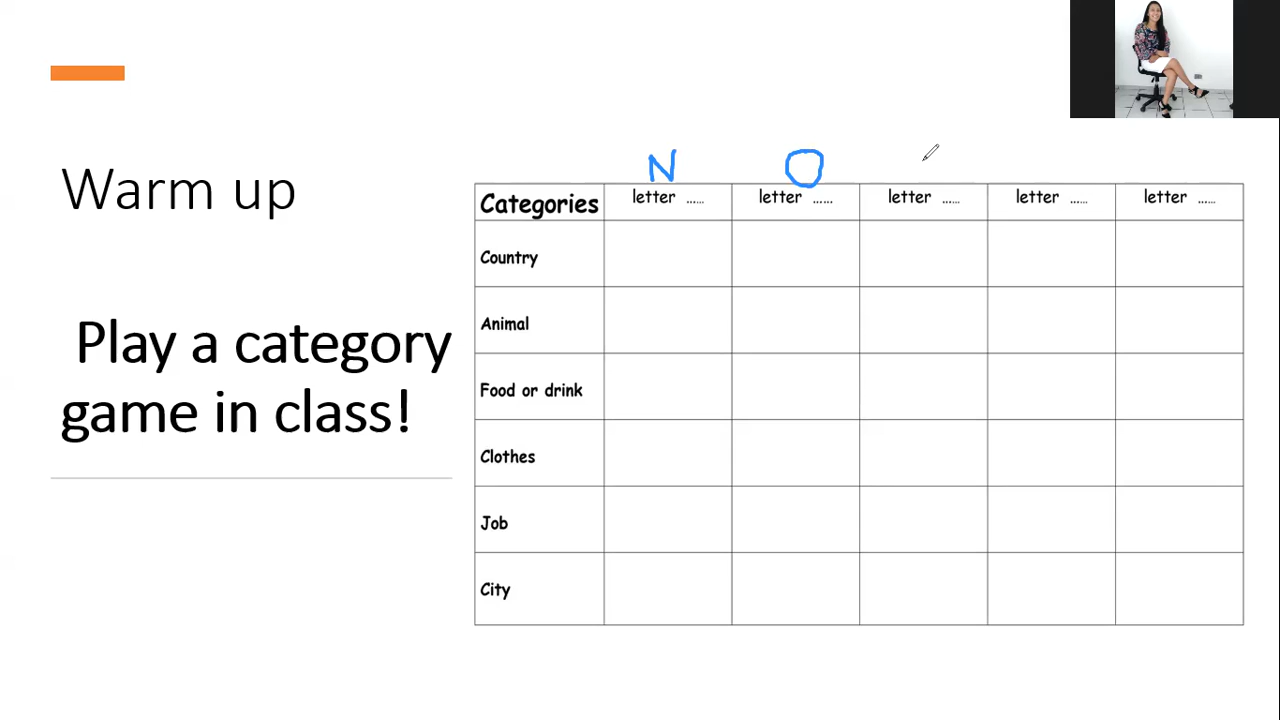 Warm up
Play a category
game in class!
N O
Categories letter ...... letter ...... letter ...... letter ...... letter ......
Country
Animal
Food or drink
Clothes
Job
City